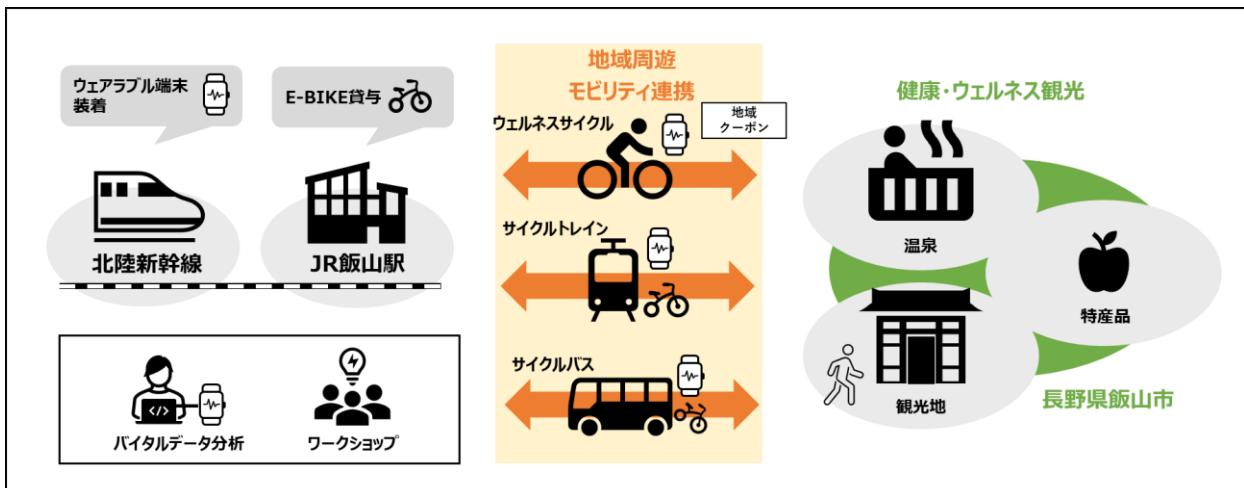 ウェアラブル端末
装着
E-BIKE貸与
北陸新幹線
JR飯山駅
バイタルデータ分析
ワークショップ
地域周遊
モビリティ連携
ウェルネスサイクル
地域
クーポン
サイクルトレイン
サイクルバス
健康・ウェルネス観光
温泉
特産品
観光地
長野県飯山市